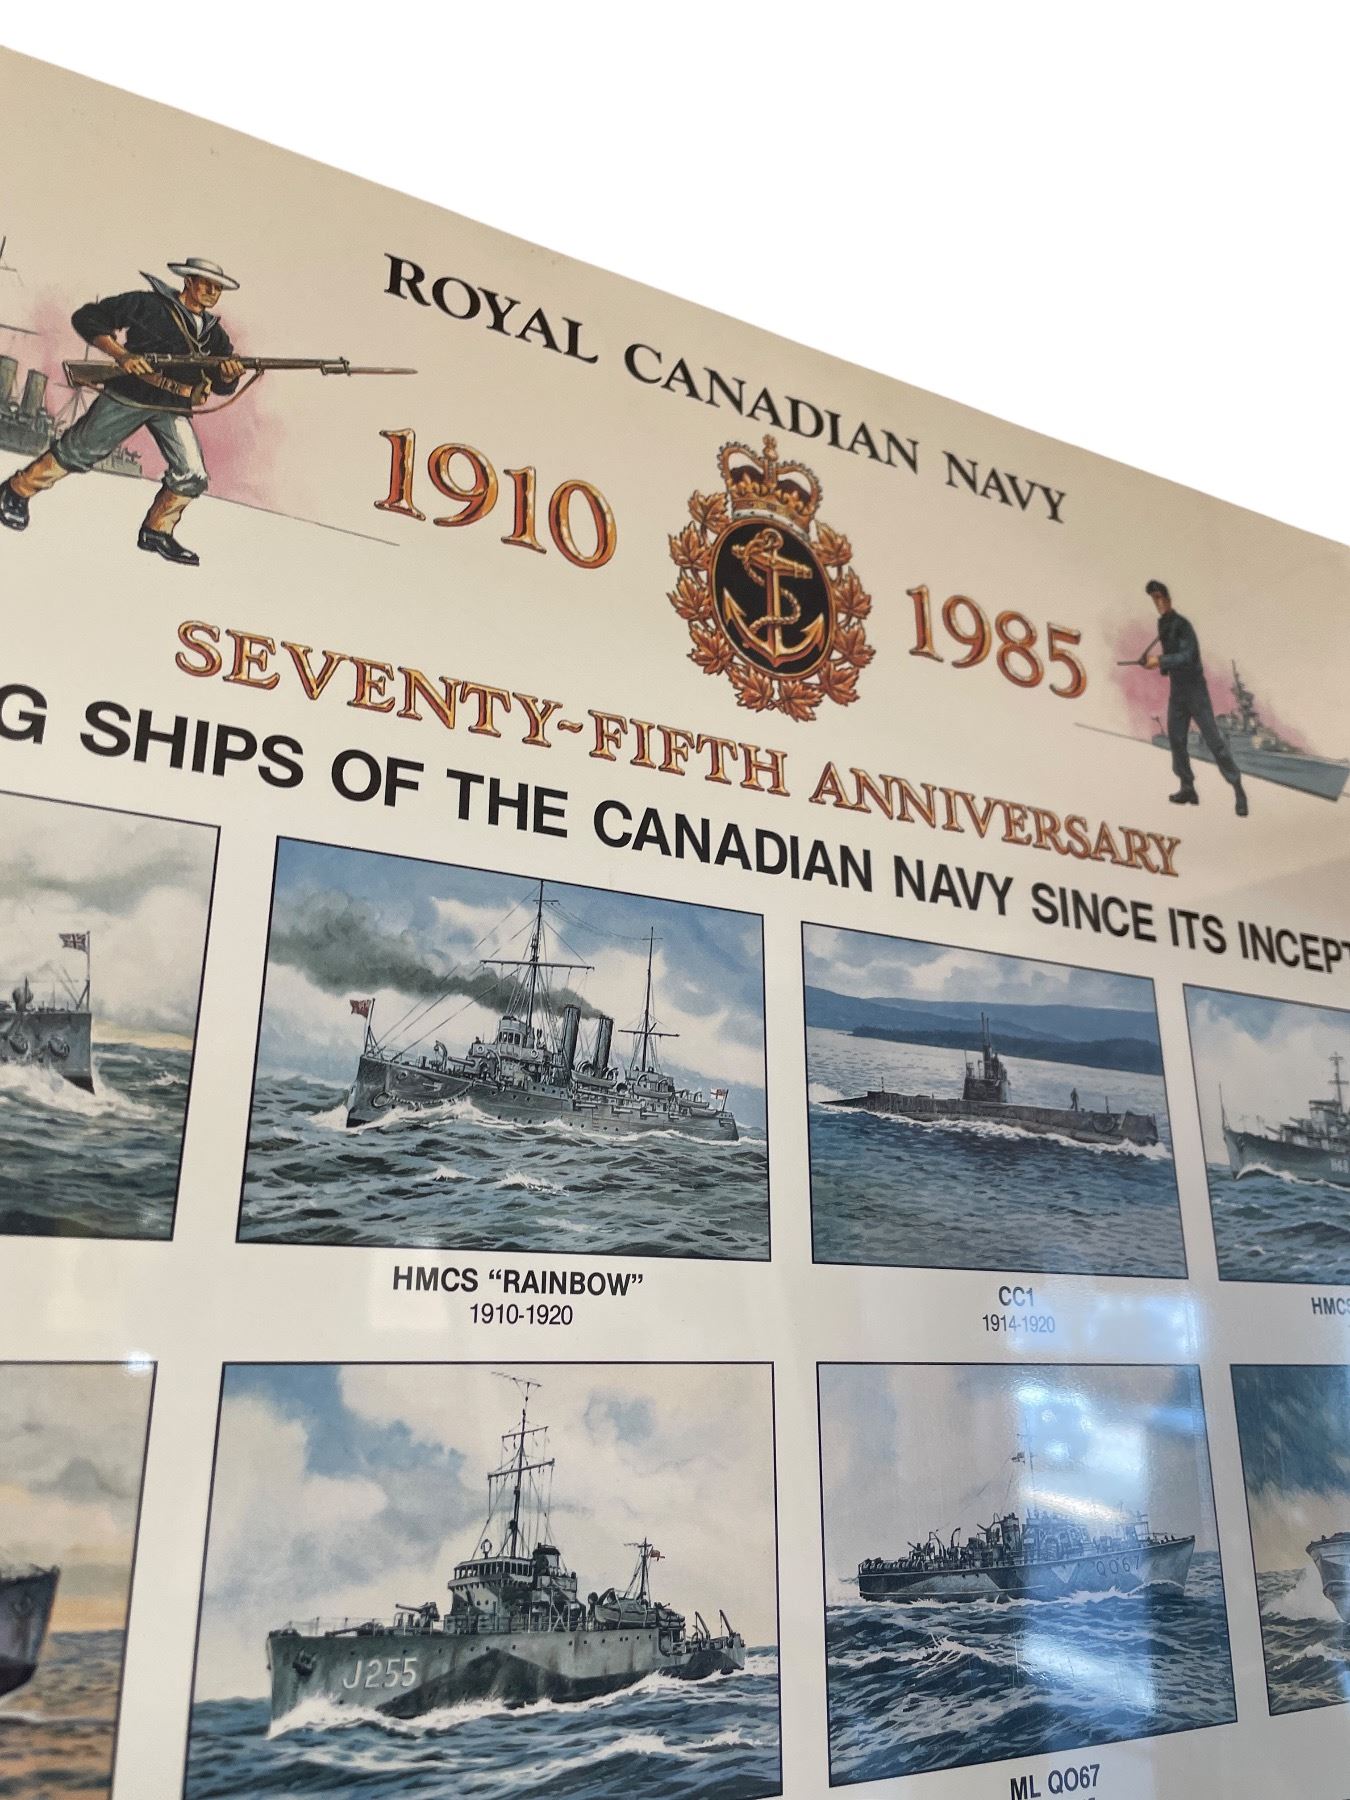 ROYAL CANADIAN NAVY
1910 1985
SEVENTY-FIFTH ANNIVERSARY
SHIPS OF THE CANADIAN NAVY SINCE ITS
HMCS “RAINBOW”
1910-1920
CC1
1914-1920
HMCS
J255
QO67
ML QO67